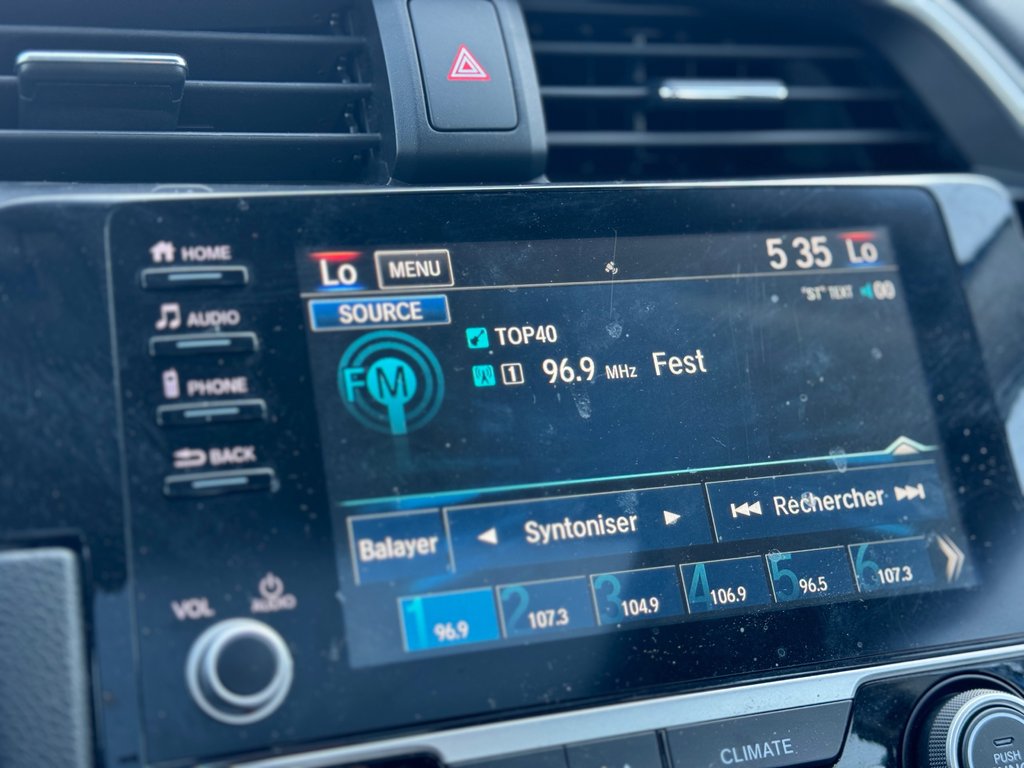 HOME
AUDIO
PHONE
BACK
VOL
AUDIO
Lo MENU 5 35 Lo
SOURCE "ST" TEXT 00
FM
TOP40
1 96.9 MHz Fest
Balayer Syntoniser Rechercher
1 96.9 2 107.3 3 104.9 4 106.9 5 96.5 6 107.3
CLIMATE
PUSH